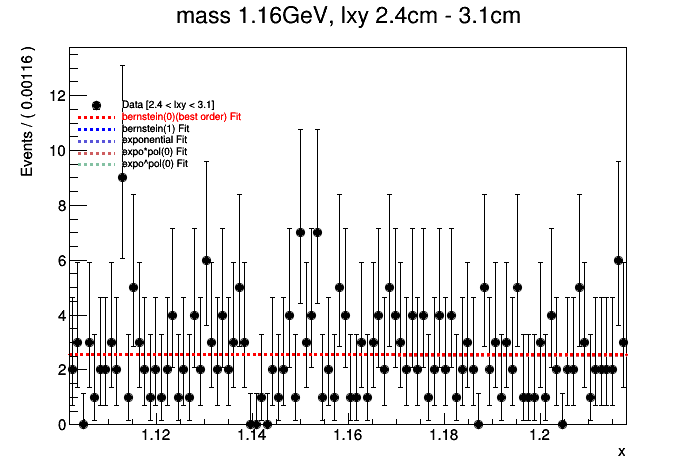 mass 1.16GeV, lxy 2.4cm - 3.1cm
Events / ( 0.00116 )
12
10
8
6
4
2
0
Data [2.4 < lxy < 3.1]
bernstein(0)(best order) Fit
bernstein(1) Fit
exponential Fit
expo*pol(0) Fit
expo^pol(0) Fit
1.12 1.14 1.16 1.18 1.2
x